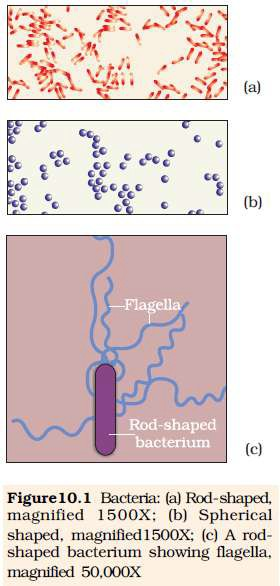 (a)
(b)
Flagella
Rod-shaped
bacterium
(c)
Figure10.1 Bacteria: (a) Rod-shaped,
magnified 1500X; (b) Spherical
shaped, magnified1500X; (c) A rod-
shaped bacterium showing flagella,
magnified 50,000X